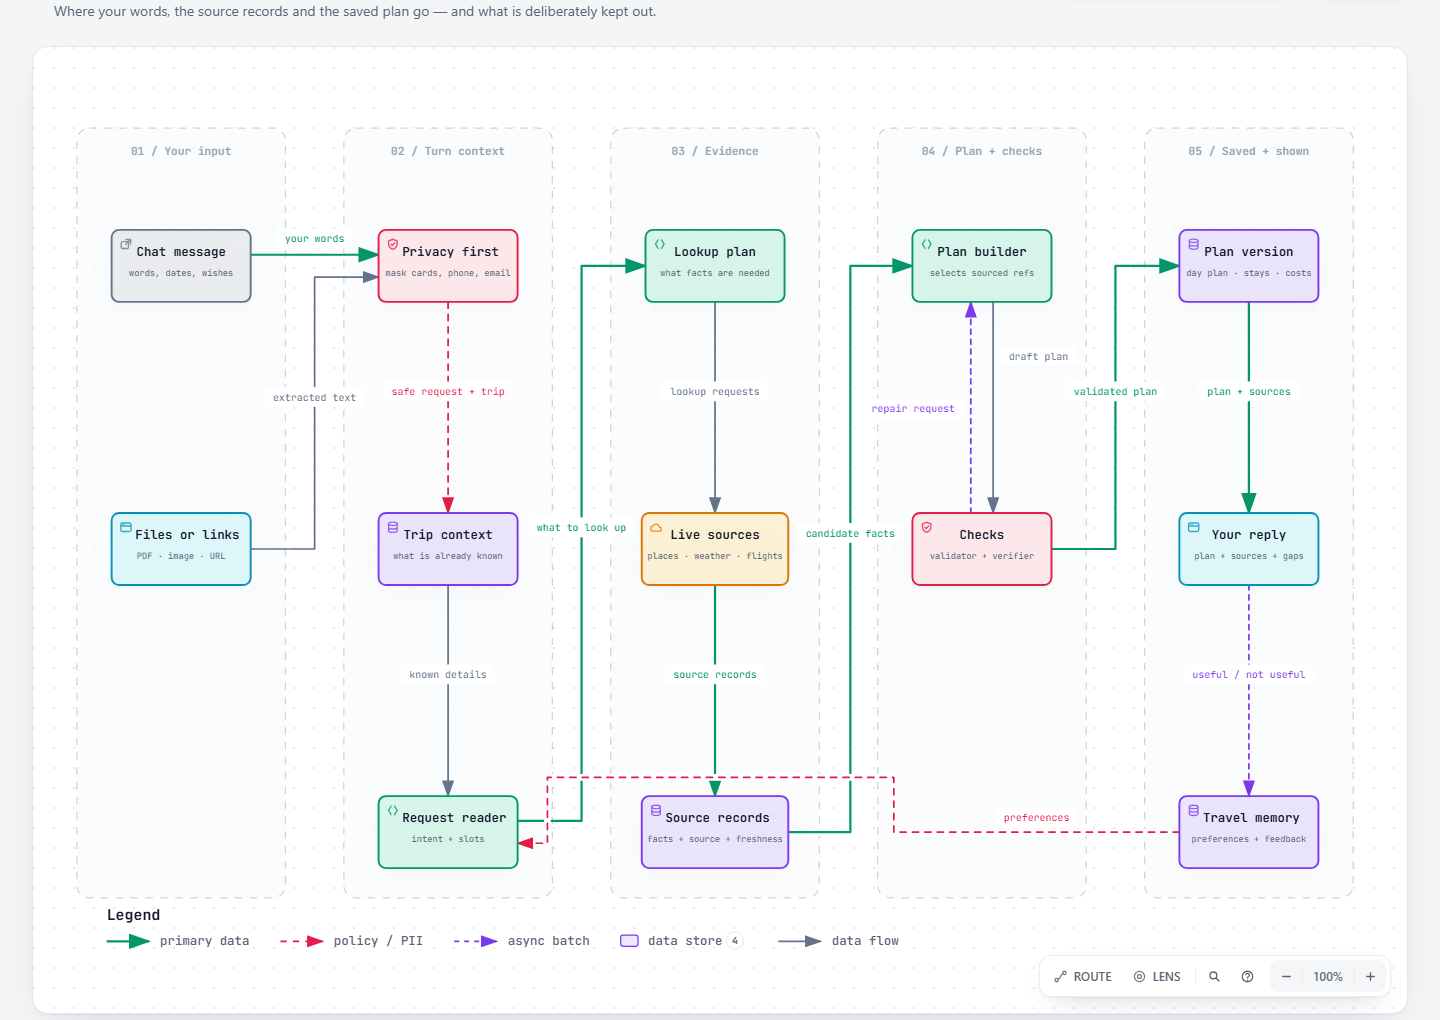 Where your words, the source records and the saved plan go — and what is deliberately kept out.
01 / Your input
02 / Turn context
03 / Evidence
04 / Plan + checks
05 / Saved + shown
Chat message
words, dates, wishes
your words
Privacy first
mask cards, phone, email
Lookup plan
what facts are needed
Plan builder
selects sourced refs
Plan version
day plan · stays · costs
extracted text
safe request + trip
lookup requests
draft plan
repair request
validated plan
plan + sources
Files or links
PDF · image · URL
Trip context
what is already known
what to look up
Live sources
places · weather · flights
candidate facts
Checks
validator + verifier
Your reply
plan + sources + gaps
known details
source records
useful / not useful
Request reader
intent + slots
Source records
facts + source + freshness
preferences
Travel memory
preferences + feedback
Legend
primary data
policy / PII
async batch
data store 4
data flow
ROUTE
LENS
100%